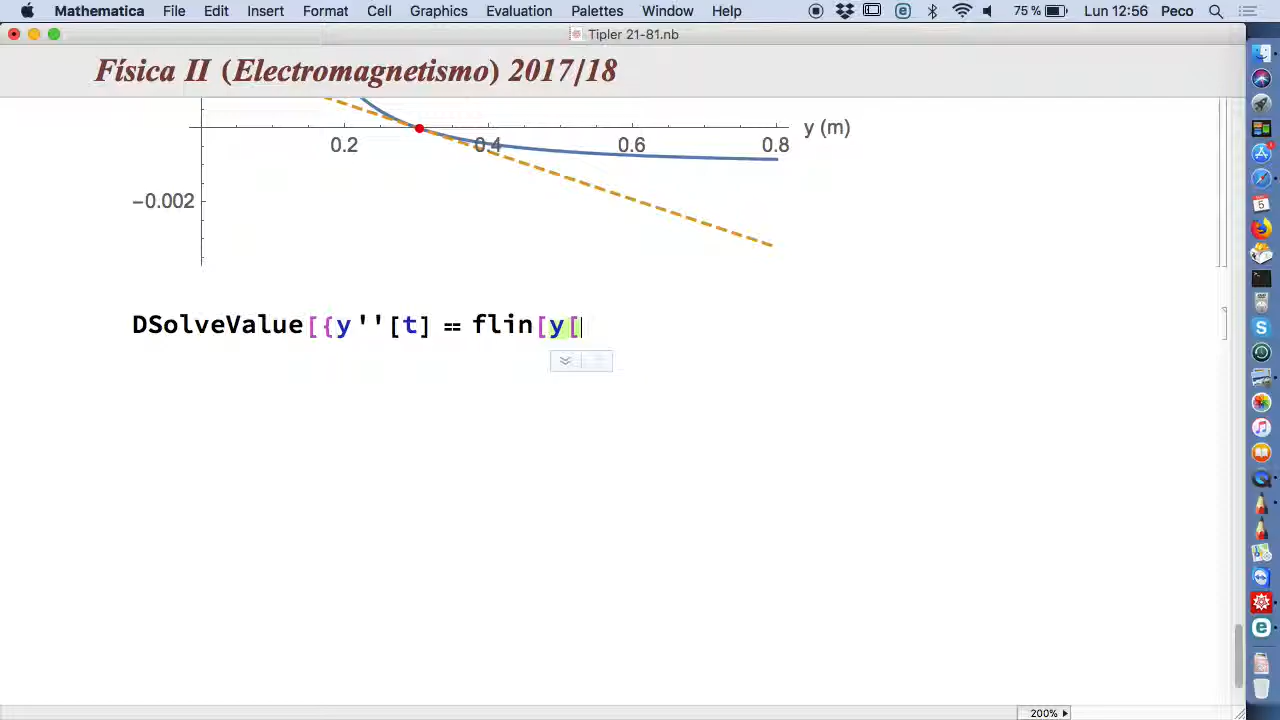 Mathematica File Edit Insert Format Cell Graphics Evaluation Palettes Window Help 75 % Lun 12:56 Peco
Tipler 21-81.nb
Física II (Electromagnetismo) 2017/18
y (m)
0.2 0.4 0.6 0.8
−0.002
DSolveValue[{y''[t] == flin[y[
200%